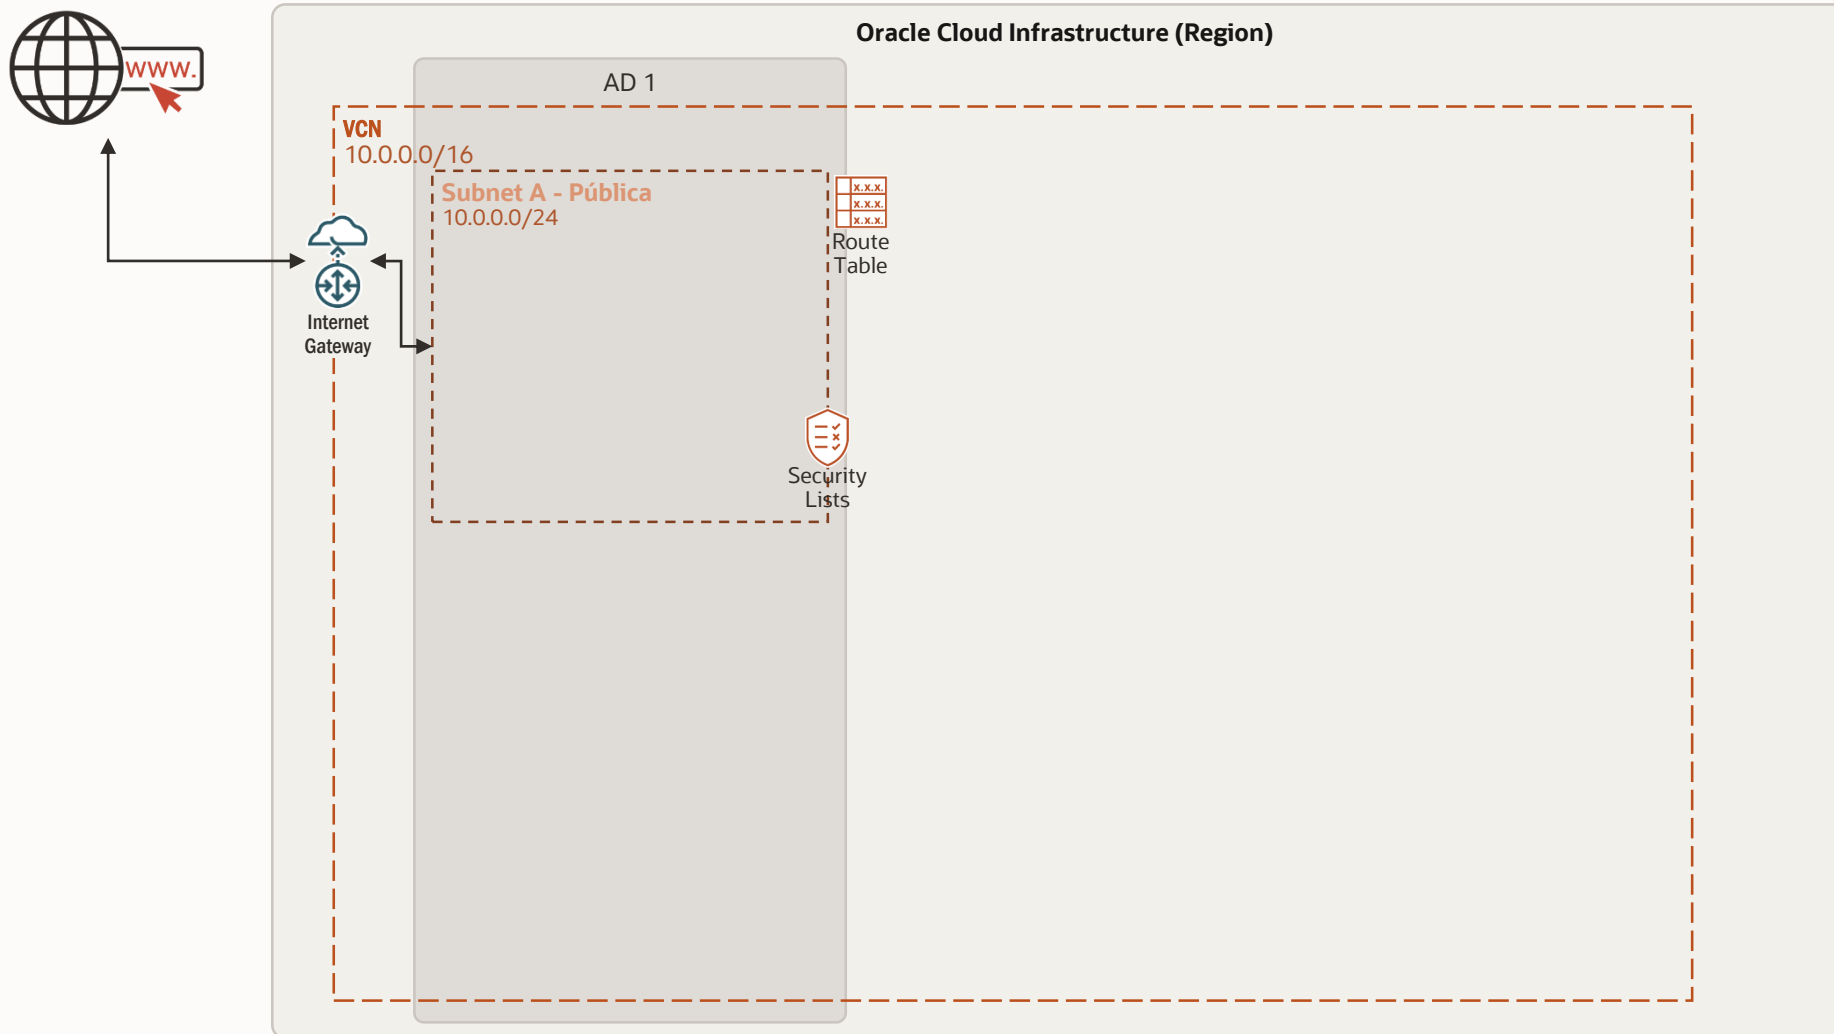 Oracle Cloud Infrastructure (Region)
www.
AD 1
VCN
10.0.0.0/16
Subnet A - Pública
10.0.0.0/24
x.x.x.
x.x.x.
x.x.x.
Route
Table
Internet
Gateway
Security
Lists